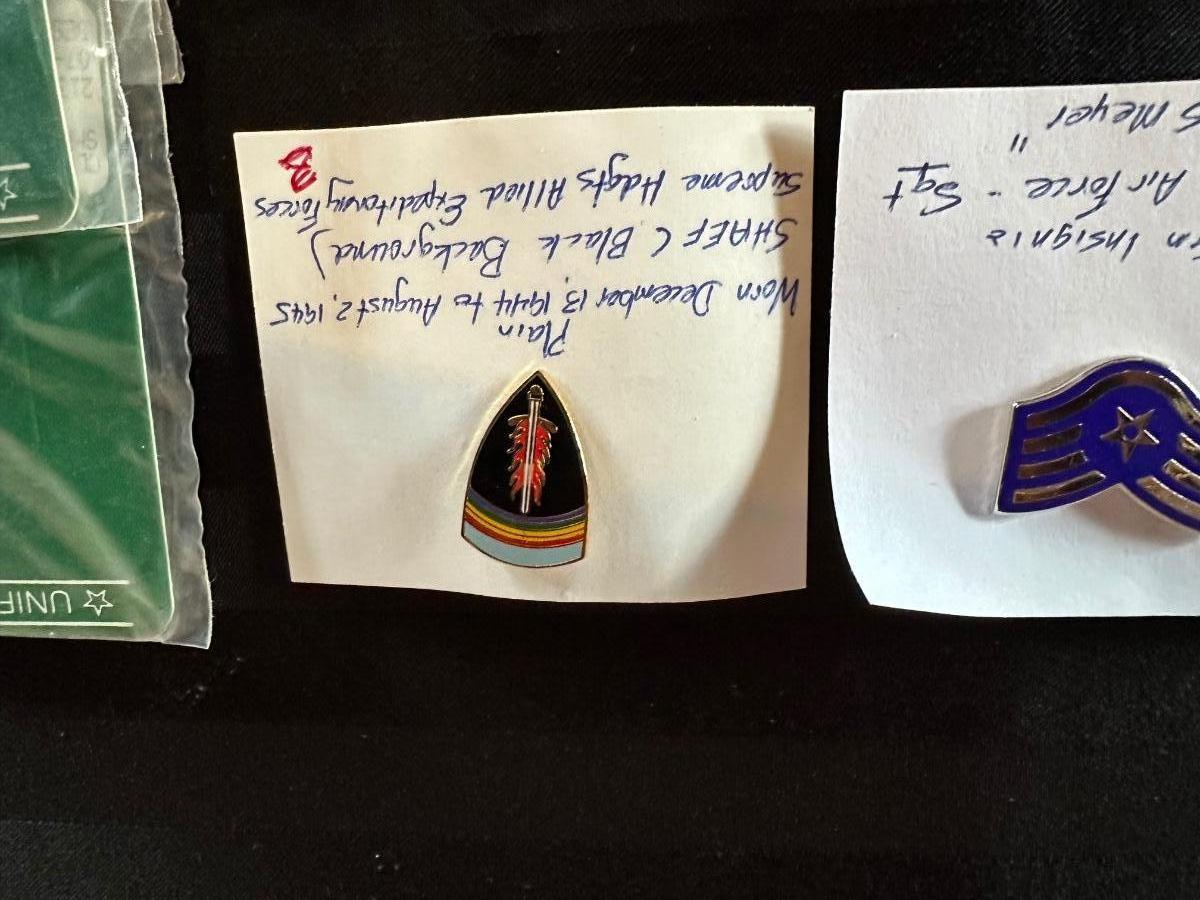 n Insignia
Air Force - Sgt
"
S Meyer
Plain
Worn December 13, 1944 to August 2, 1945
SHAEF (Black Background)
Supreme Hdqts Allied Expeditionary Forces
B
UNIF